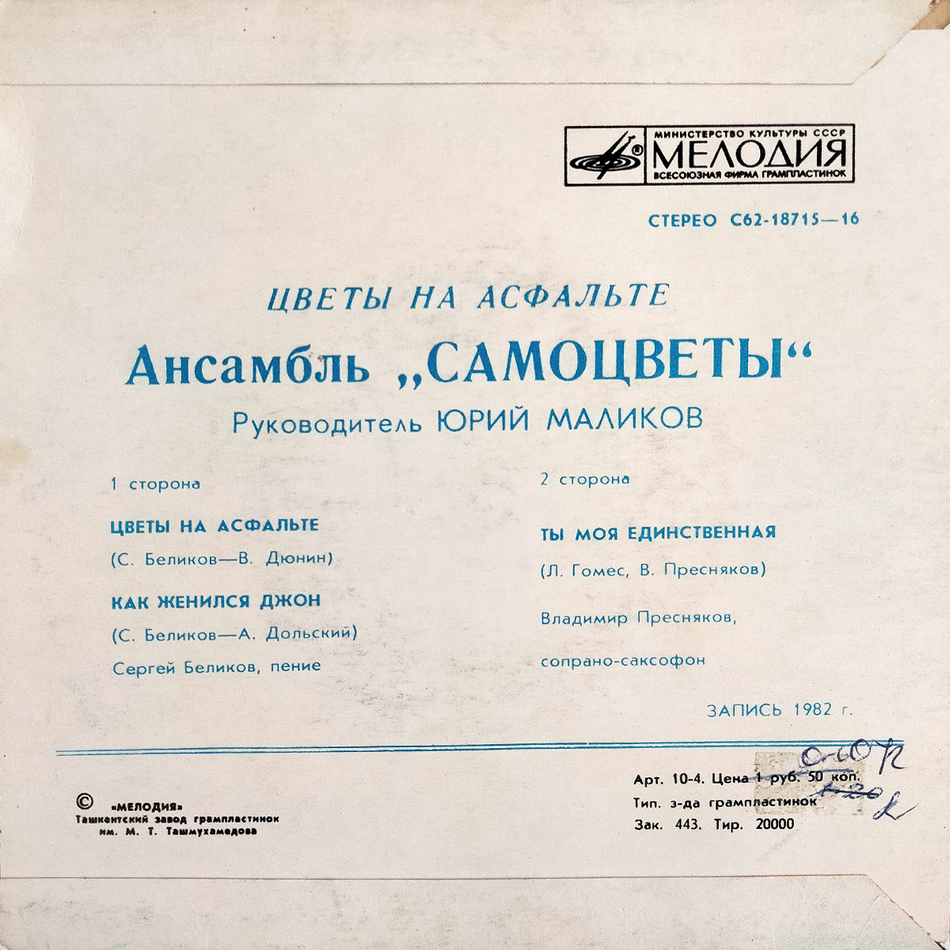 МИНИСТЕРСТВО КУЛЬТУРЫ СССР
® МЕЛОДИЯ
ВСЕСОЮЗНАЯ ФИРМА ГРАМПЛАСТИНОК
СТЕРЕО С62-18715—16
ЦВЕТЫ НА АСФАЛЬТЕ
Ансамбль „САМОЦВЕТЫ“
Руководитель ЮРИЙ МАЛИКОВ
1 сторона
ЦВЕТЫ НА АСФАЛЬТЕ
(С. Беликов—В. Дюнин)
КАК ЖЕНИЛСЯ ДЖОН
(С. Беликов—А. Дольский)
Сергей Беликов, пение
2 сторона
ТЫ МОЯ ЕДИНСТВЕННАЯ
(Л. Гомес, В. Пресняков)
Владимир Пресняков,
сопрано-саксофон
ЗАПИСЬ 1982 г.
© «МЕЛОДИЯ»
Ташкентский завод грампластинок
им. М. Т. Ташмухамедова
Арт. 10-4. Цена 1 руб. 50 коп.
Тип. з-да грампластинок
Зак. 443. Тир. 20000